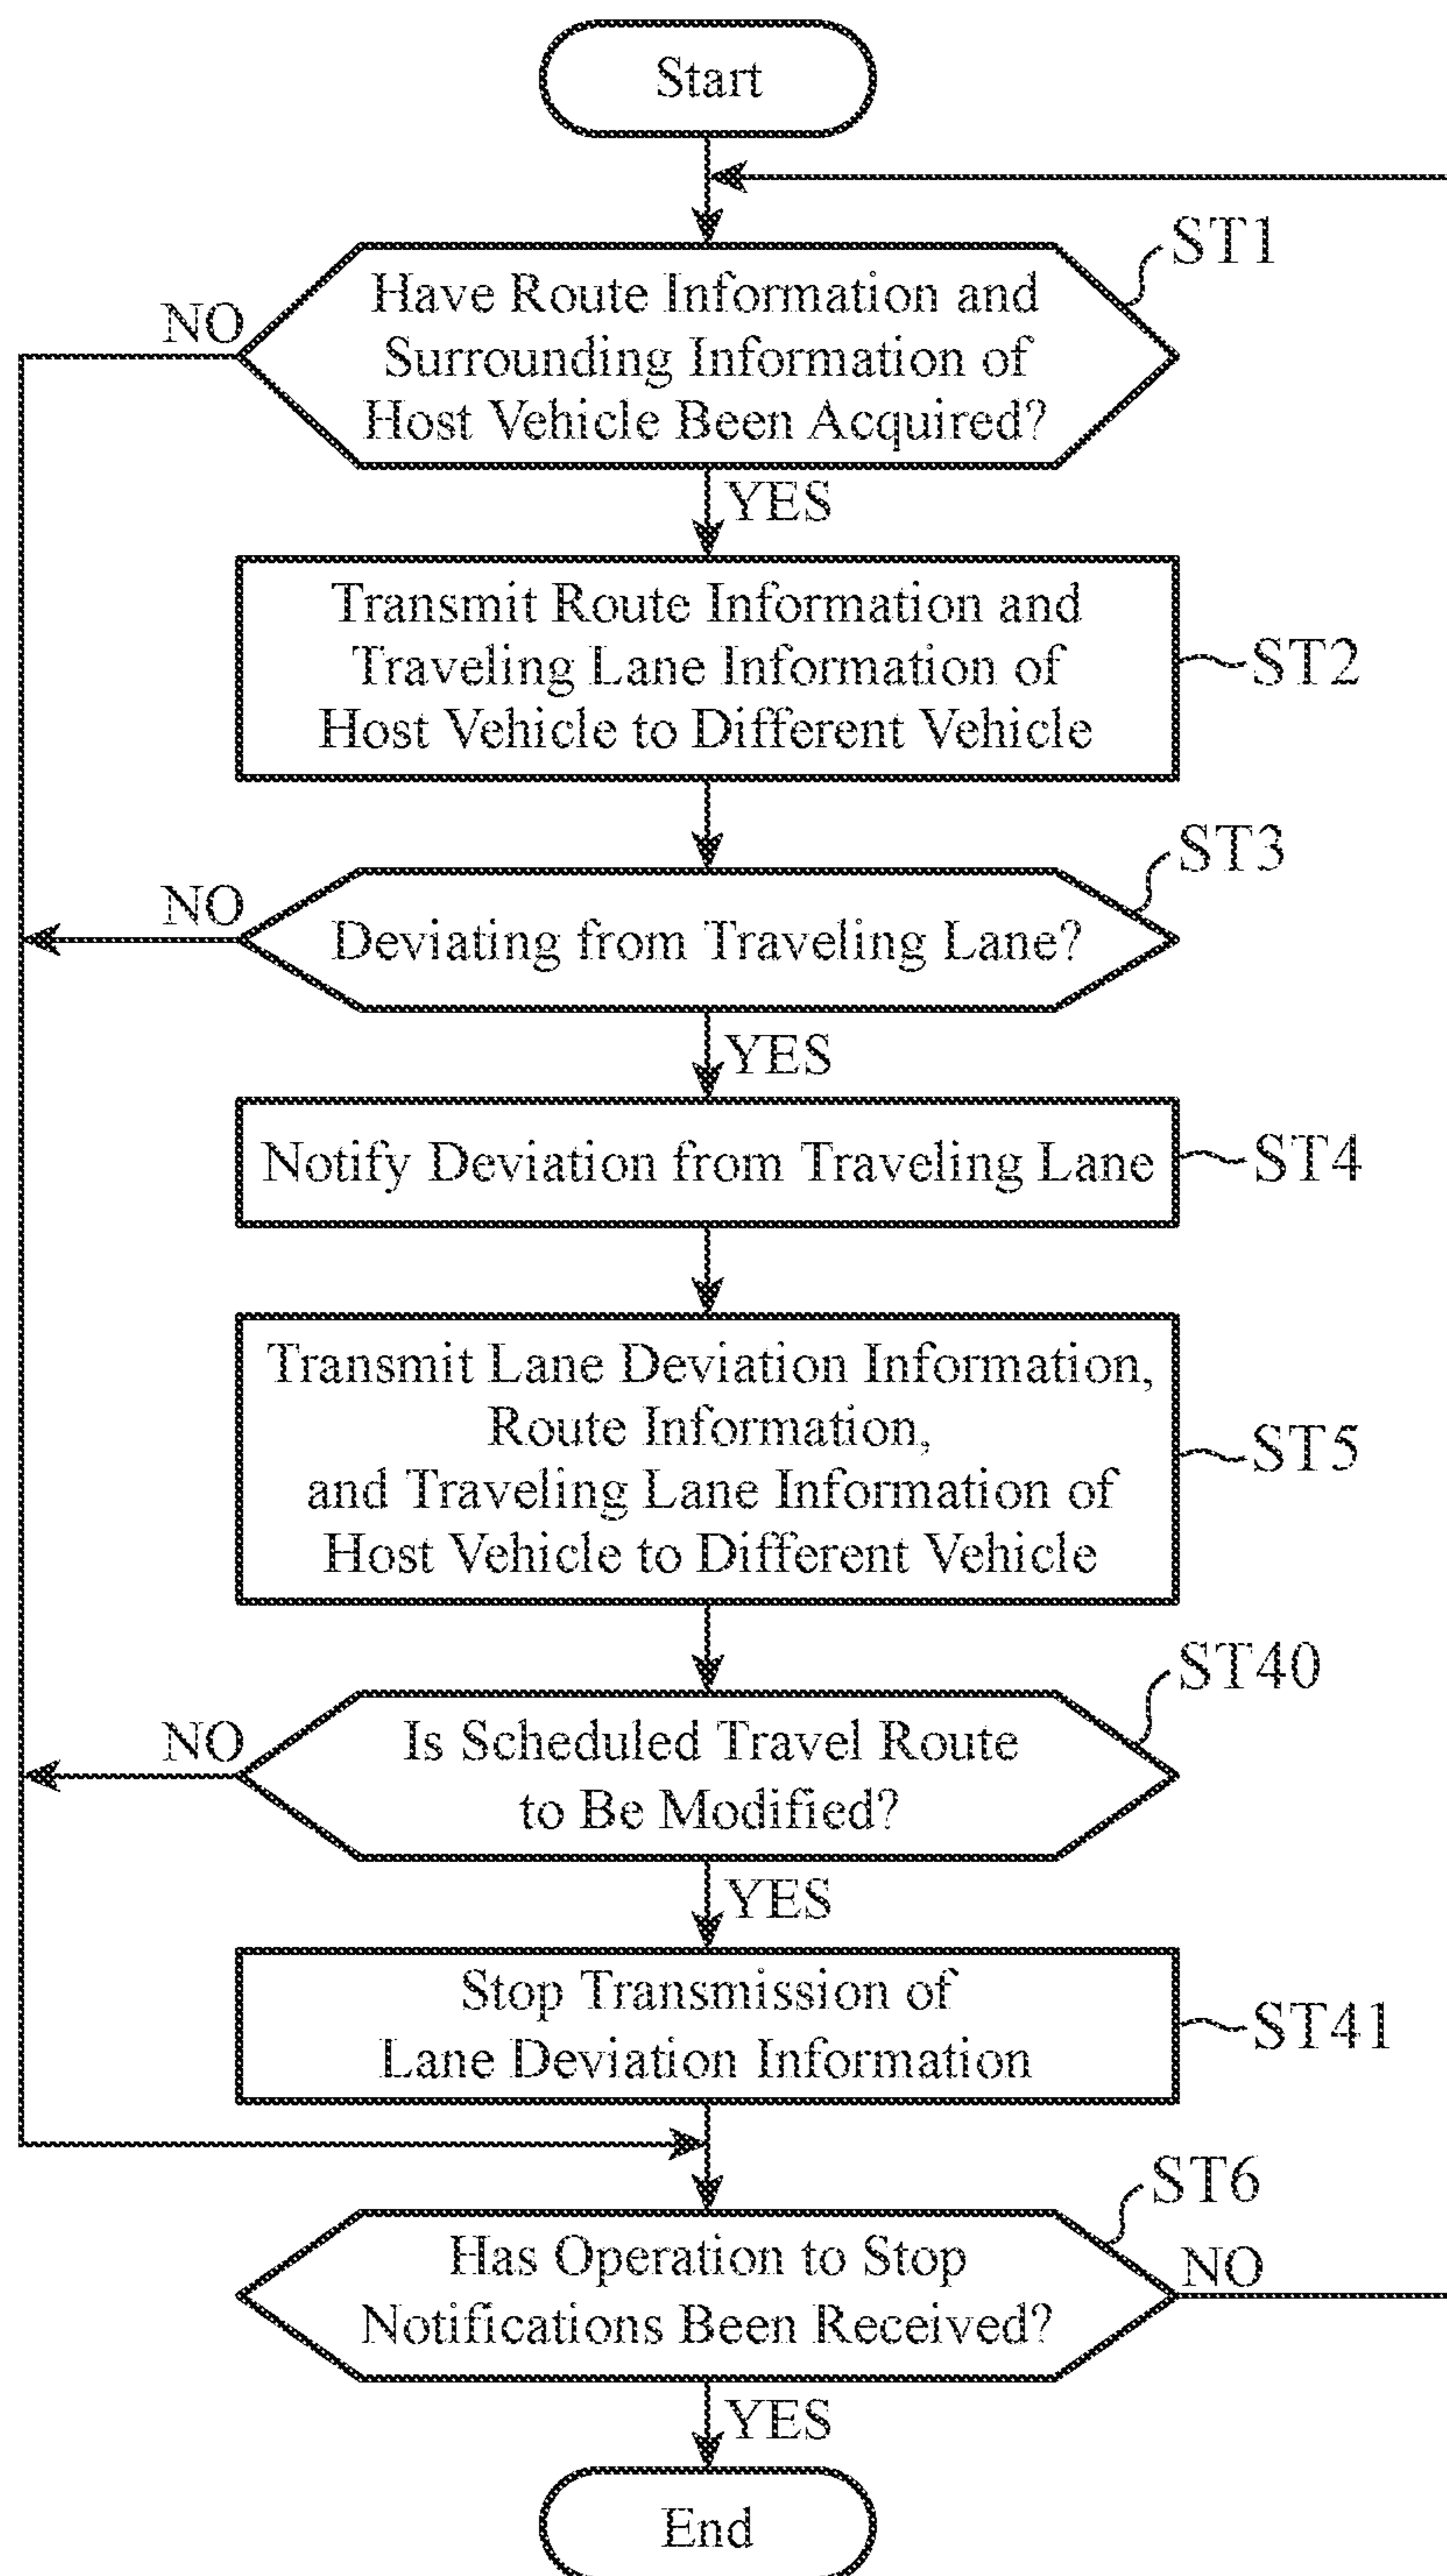 Start
ST1
Have Route Information and
Surrounding Information of
Host Vehicle Been Acquired?
NO
YES
Transmit Route Information and
Traveling Lane Information of
Host Vehicle to Different Vehicle
ST2
ST3
NO
Deviating from Traveling Lane?
YES
Notify Deviation from Traveling Lane
ST4
Transmit Lane Deviation Information,
Route Information,
and Traveling Lane Information of
Host Vehicle to Different Vehicle
ST5
ST40
NO
Is Scheduled Travel Route
to Be Modified?
YES
Stop Transmission of
Lane Deviation Information
ST41
ST6
Has Operation to Stop
Notifications Been Received?
NO
YES
End